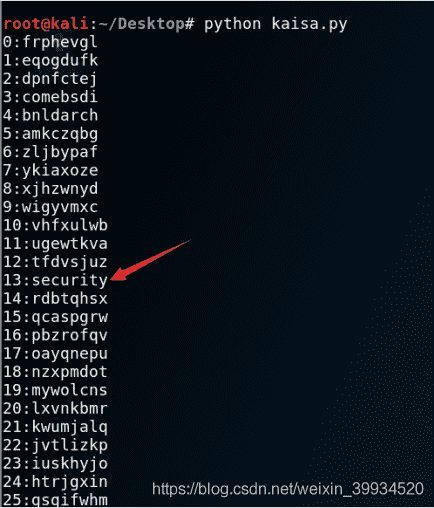 root@kali:~/Desktop# python kaisa.py
0:frphevgl
1:eqogdufk
2:dpnfctej
3:comebsdi
4:bnldarch
5:amkczqbg
6:zljbypaf
7:ykiaxoze
8:xjhzwnyd
9:wigyvmxc
10:vhfxulwb
11:ugewtkva
12:tfdvsjuz
13:security
14:rdbtqhsx
15:qcaspgrw
16:pbzrofqv
17:oayqnepu
18:nzxpmdot
19:mywolcns
20:lxvnkbmr
21:kwumjalq
22:jvtlizkp
23:iuskhyjo
24:htrjgxin
25:gsqifwhm
https://blog.csdn.net/weixin_39934520